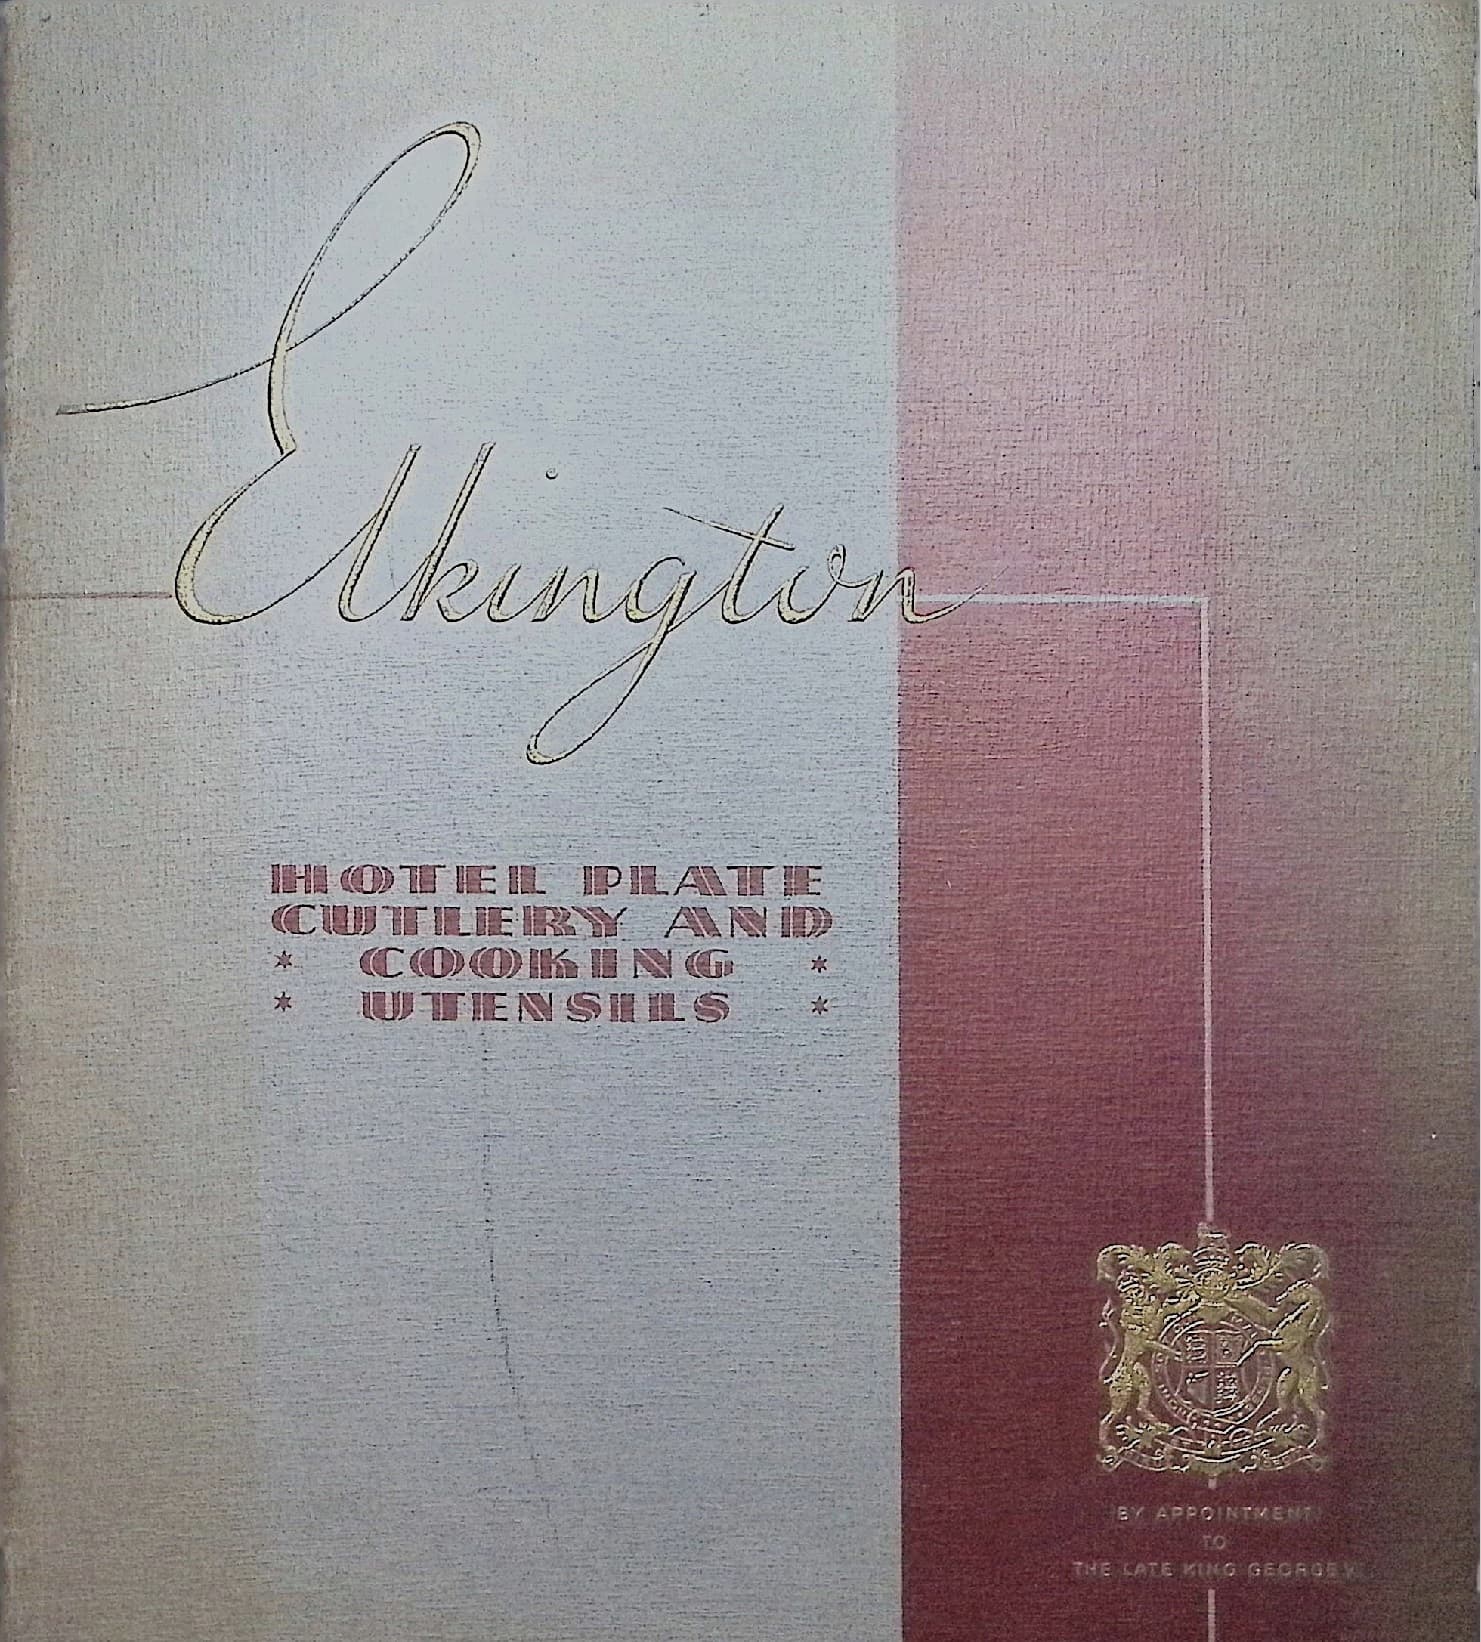 Elkington
HOTEL PLATE
CUTLERY AND
* COOKING *
* UTENSILS *
BY APPOINTMENT
TO
THE LATE KING GEORGE V